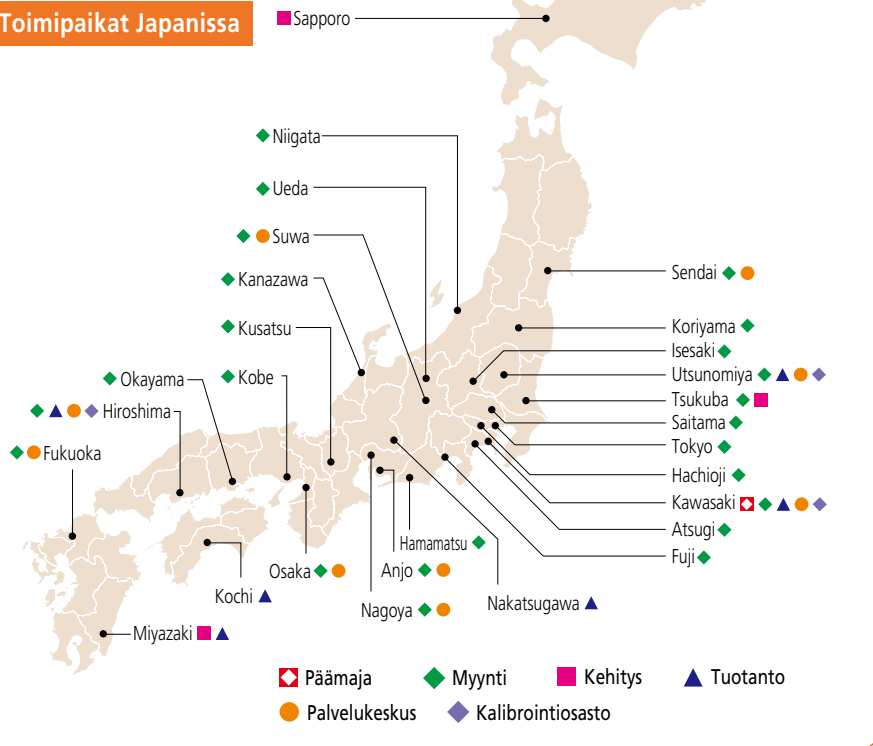 Toimipaikat Japanissa
Sapporo
Niigata
Ueda
Suwa
Kanazawa
Kusatsu
Okayama
Kobe
Hiroshima
Fukuoka
Sendai
Koriyama
Isesaki
Utsunomiya
Tsukuba
Saitama
Tokyo
Hachioji
Kawasaki
Atsugi
Fuji
Hamamatsu
Osaka
Anjo
Kochi
Nagoya
Nakatsugawa
Miyazaki
Päämaja
Myynti
Kehitys
Tuotanto
Palvelukeskus
Kalibrointiosasto